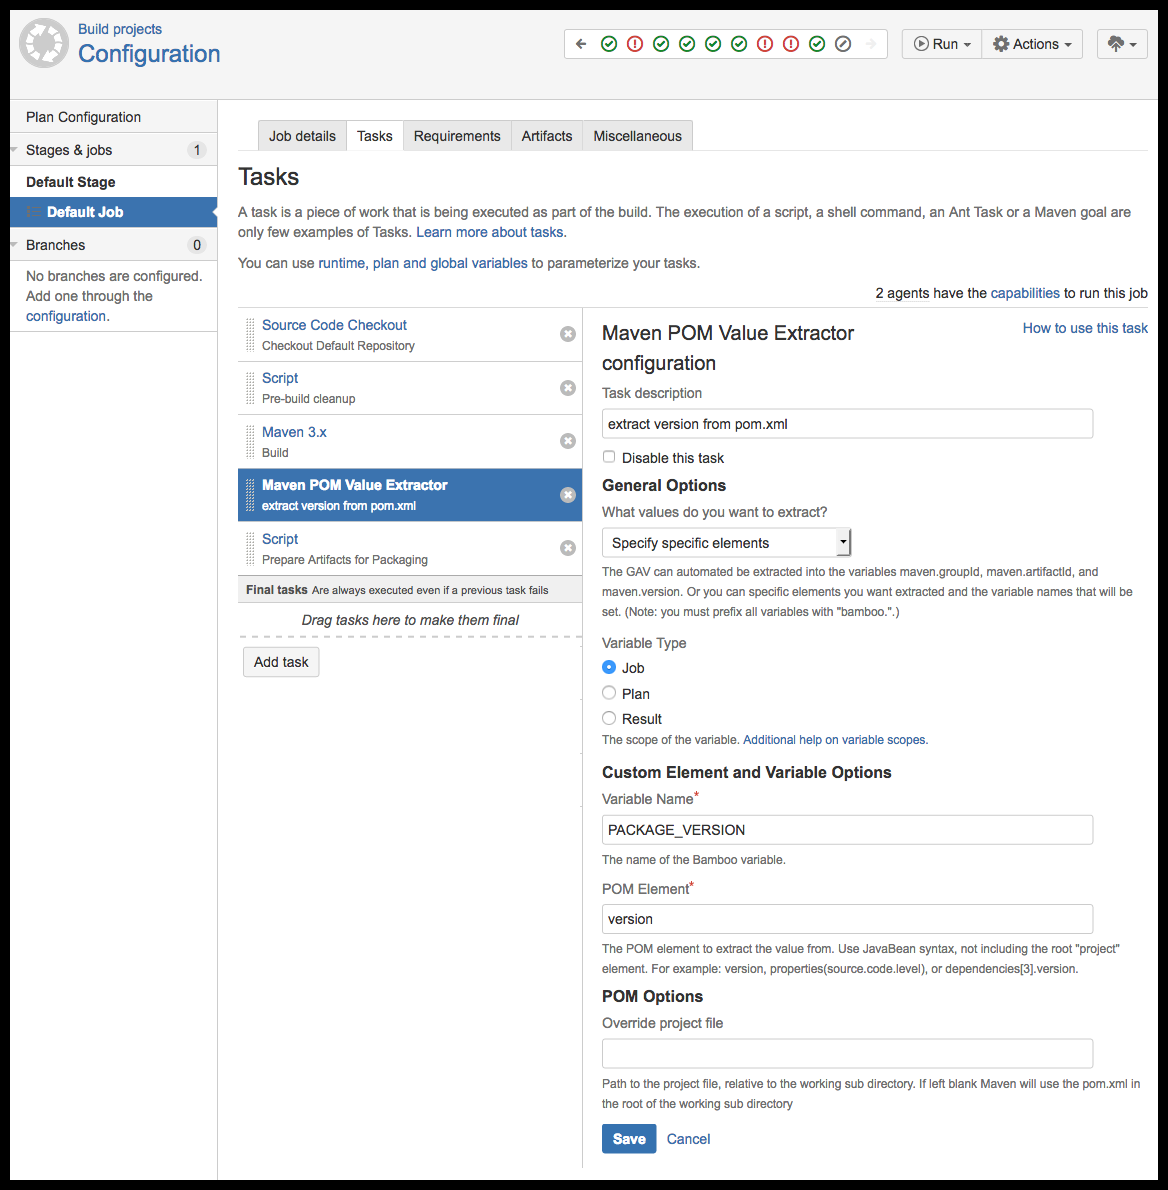 Build projects
Configuration
Run
Actions
Plan Configuration
Stages & jobs 1
Default Stage
Default Job
Branches 0
No branches are configured.
Add one through the
configuration.
Job details Tasks Requirements Artifacts Miscellaneous
Tasks
A task is a piece of work that is being executed as part of the build. The execution of a script, a shell command, an Ant Task or a Maven goal are
only few examples of Tasks. Learn more about tasks.
You can use runtime, plan and global variables to parameterize your tasks.
2 agents have the capabilities to run this job
Source Code Checkout
Checkout Default Repository
Script
Pre-build cleanup
Maven 3.x
Build
Maven POM Value Extractor
extract version from pom.xml
Script
Prepare Artifacts for Packaging
Final tasks Are always executed even if a previous task fails
Drag tasks here to make them final
Add task
Maven POM Value Extractor
configuration
How to use this task
Task description
extract version from pom.xml
Disable this task
General Options
What values do you want to extract?
Specify specific elements
The GAV can automated be extracted into the variables maven.groupId, maven.artifactId, and
maven.version. Or you can specific elements you want extracted and the variable names that will be
set. (Note: you must prefix all variables with "bamboo.".)
Variable Type
Job
Plan
Result
The scope of the variable. Additional help on variable scopes.
Custom Element and Variable Options
Variable Name*
PACKAGE_VERSION
The name of the Bamboo variable.
POM Element*
version
The POM element to extract the value from. Use JavaBean syntax, not including the root "project"
element. For example: version, properties(source.code.level), or dependencies[3].version.
POM Options
Override project file
Path to the project file, relative to the working sub directory. If left blank Maven will use the pom.xml in
the root of the working sub directory
Save Cancel